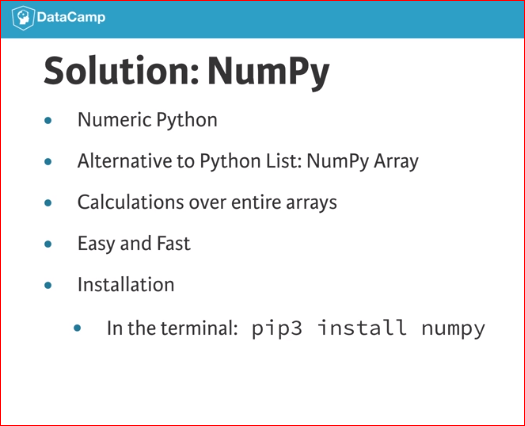 DataCamp
Solution: NumPy
• Numeric Python
• Alternative to Python List: NumPy Array
• Calculations over entire arrays
• Easy and Fast
• Installation
• In the terminal: pip3 install numpy